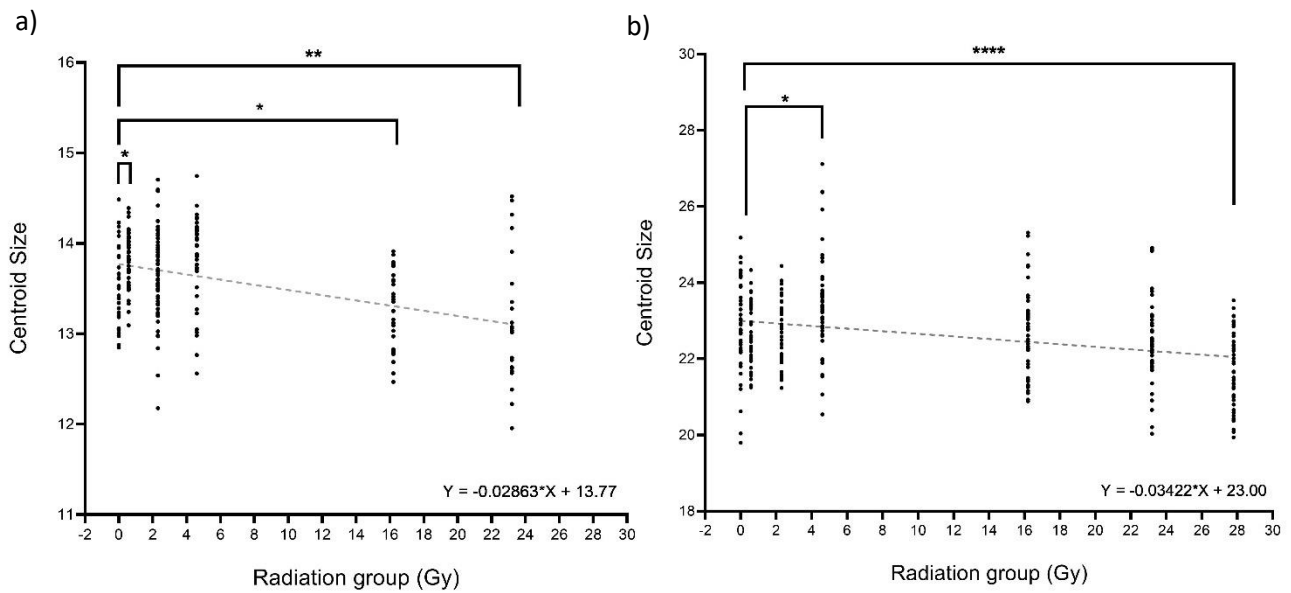 a)
**
*
*
16
15
14
13
12
11
Centroid Size
Y = -0.02863*X + 13.77
-2 0 2 4 6 8 10 12 14 16 18 20 22 24 26 28 30
Radiation group (Gy)
b)
****
*
30
28
26
24
22
20
18
Centroid Size
Y = -0.03422*X + 23.00
-2 0 2 4 6 8 10 12 14 16 18 20 22 24 26 28 30
Radiation group (Gy)